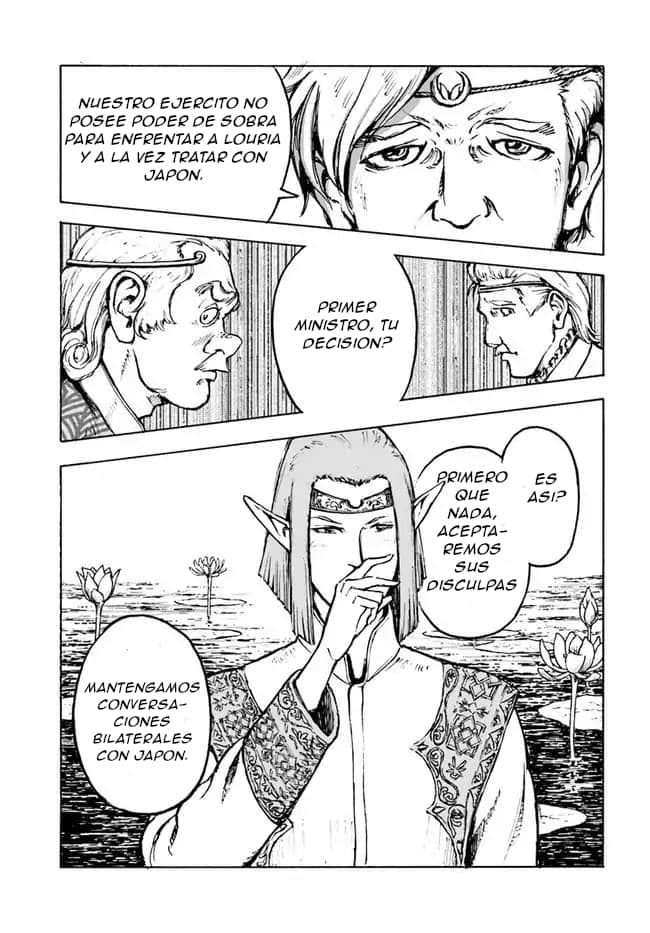 NUESTRO EJERCITO NO
POSEE PODER DE SOBRA
PARA ENFRENTAR A LOURIA
Y A LA VEZ TRATAR CON
JAPON.
PRIMER
MINISTRO, TU
DECISION?
ES
ASI?
PRIMERO
QUE
NADA,
ACEPTA-
REMOS
SUS
DISCULPAS
MANTENGAMOS
CONVERSA-
CIONES
BILATERALES
CON JAPON.